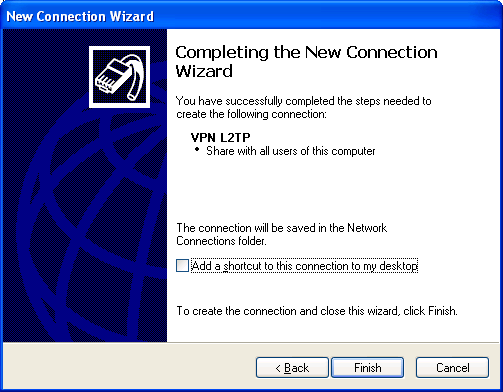 New Connection Wizard
Completing the New Connection
Wizard
You have successfully completed the steps needed to
create the following connection:
VPN L2TP
• Share with all users of this computer
The connection will be saved in the Network
Connections folder.
Add a shortcut to this connection to my desktop
To create the connection and close this wizard, click Finish.
< Back
Finish
Cancel